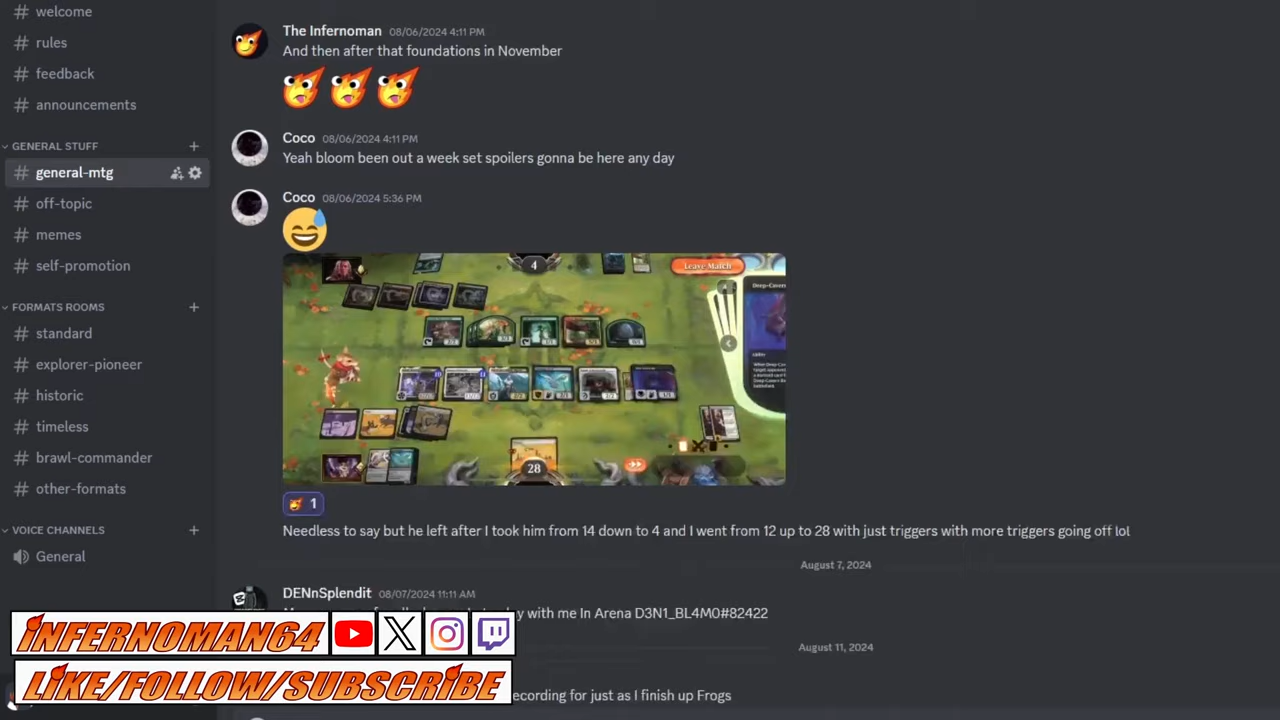 welcome
rules
feedback
announcements
GENERAL STUFF
general-mtg
off-topic
memes
self-promotion
FORMATS ROOMS
standard
explorer-pioneer
historic
timeless
brawl-commander
other-formats
VOICE CHANNELS
General
The Infernoman 08/06/2024 4:11 PM
And then after that foundations in November
Coco 08/06/2024 4:11 PM
Yeah bloom been out a week set spoilers gonna be here any day
Coco 08/06/2024 5:36 PM
4
Leave Match
28
1
Needless to say but he left after I took him from 14 down to 4 and I went from 12 up to 28 with just triggers with more triggers going off lol
August 7, 2024
DENnSplendit 08/07/2024 11:11 AM
with me In Arena D3N1_BL4M0#82422
August 11, 2024
ecording for just as I finish up Frogs
INFERNOMAN64
LIKE/FOLLOW/SUBSCRIBE